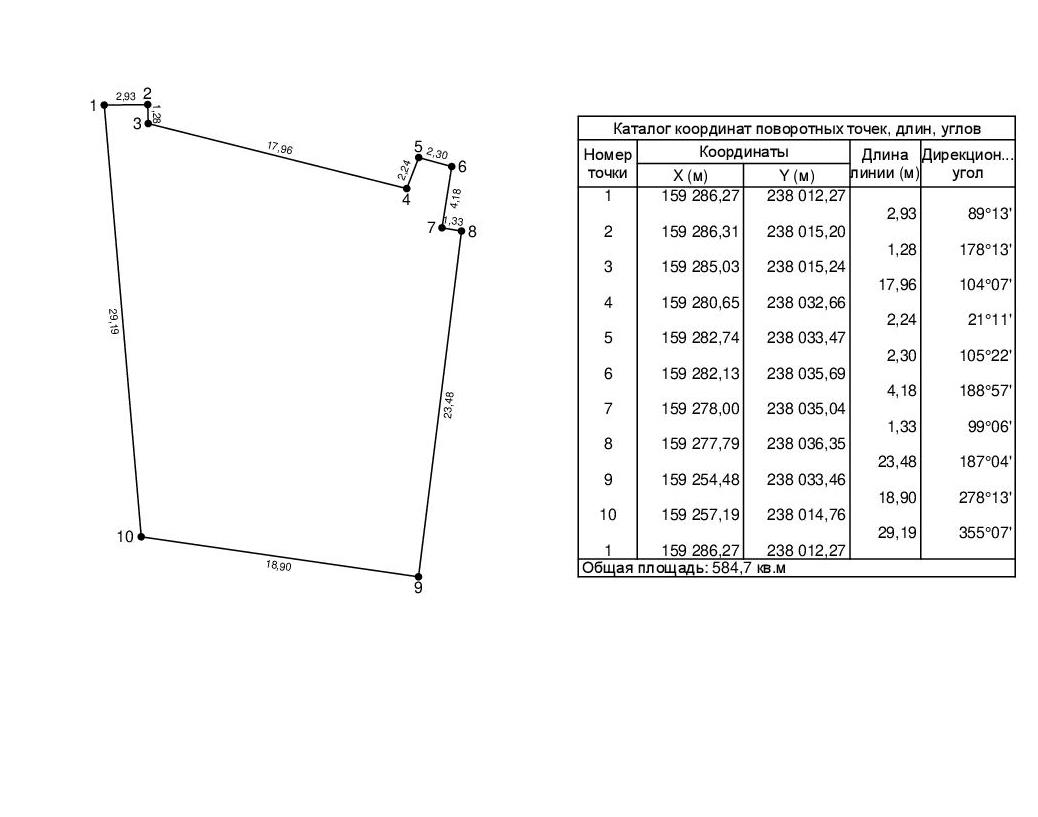 1
2,93
2
1,28
3
17,96
5
2,30
6
2,24
4
4,18
7
1,33
8
29,19
23,48
10
18,90
9
Каталог координат поворотных точек, длин, углов
Номер точки
Координаты
Длина линии (м)
Дирекцион... угол
X (м)
Y (м)
1 159 286,27 238 012,27
2,93 89°13'
2 159 286,31 238 015,20
1,28 178°13'
3 159 285,03 238 015,24
17,96 104°07'
4 159 280,65 238 032,66
2,24 21°11'
5 159 282,74 238 033,47
2,30 105°22'
6 159 282,13 238 035,69
4,18 188°57'
7 159 278,00 238 035,04
1,33 99°06'
8 159 277,79 238 036,35
23,48 187°04'
9 159 254,48 238 033,46
18,90 278°13'
10 159 257,19 238 014,76
29,19 355°07'
1 159 286,27 238 012,27
Общая площадь: 584,7 кв.м